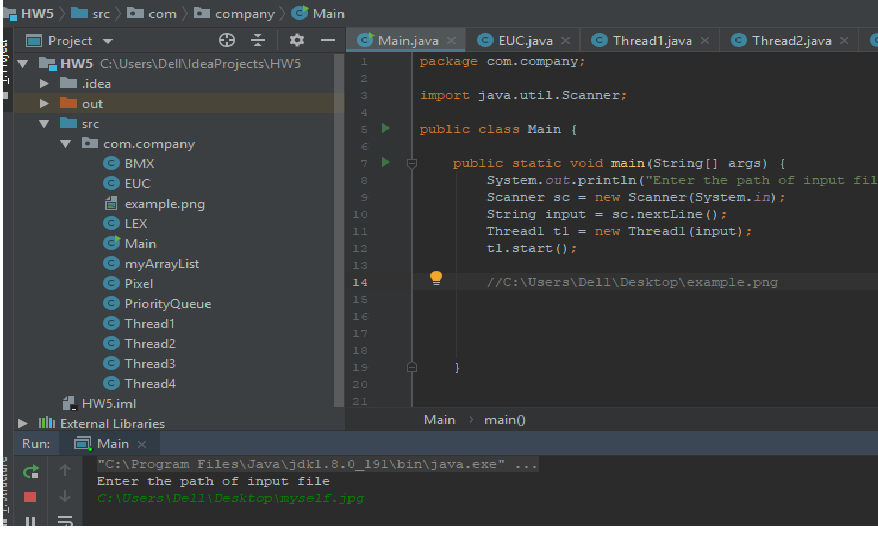 HW5 src com company Main
Project
Main.java EUC.java Thread1.java Thread2.java
HW5 C:\Users\Dell\IdeaProjects\HW5
.idea
out
src
com.company
BMX
EUC
example.png
LEX
Main
myArrayList
Pixel
PriorityQueue
Thread1
Thread2
Thread3
Thread4
HW5.iml
External Libraries
1 package com.company;
2
3 import java.util.Scanner;
4
5 public class Main {
6
7 public static void main(String[] args) {
8 System.out.println("Enter the path of input fil
9 Scanner sc = new Scanner(System.in);
10 String input = sc.nextLine();
11 Thread1 t1 = new Thread1(input);
12 t1.start();
13
14 //C:\Users\Dell\Desktop\example.png
15
16
17
18
19 }
20
21
Main main()
Run: Main
"C:\Program Files\Java\jdk1.8.0_191\bin\java.exe" ...
Enter the path of input file
C:\Users\Dell\Desktop\myself.jpg